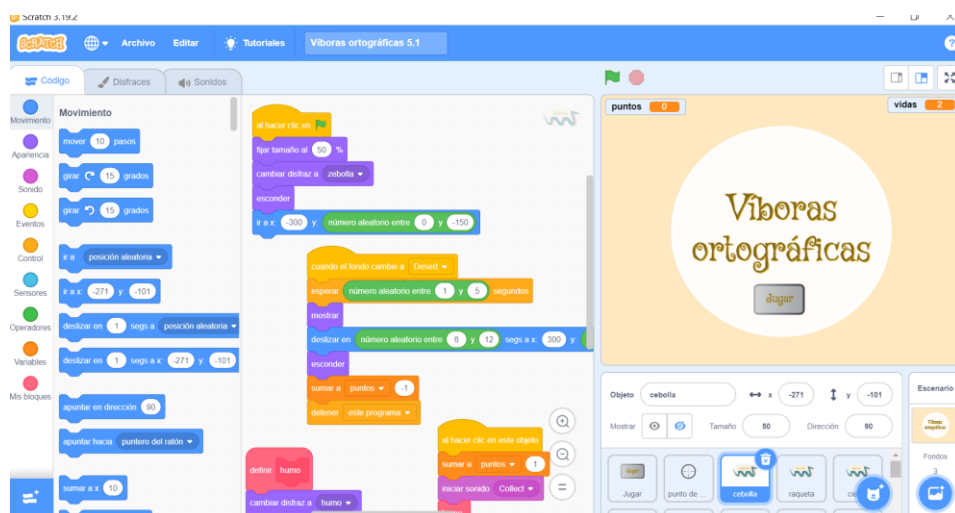 Scratch 3.19.2
SCRATCH
Archivo
Editar
Tutoriales
Víboras ortográficas 5.1
?
Código
Disfraces
Sonidos
Movimiento
Apariencia
Sonido
Eventos
Control
Sensores
Operadores
Variables
Mis bloques
Movimiento
mover 10 pasos
girar 15 grados
girar 15 grados
ir a posición aleatoria
ir a x: -271 y: -101
deslizar en 1 segs a posición aleatoria
deslizar en 1 segs a x: -271 y: -101
apuntar en dirección 90
apuntar hacia puntero del ratón
sumar a x 10
al hacer clic en
fijar tamaño al 50 %
cambiar disfraz a zebolla
esconder
ir a x: -300 y: número aleatorio entre 0 y -150
cuando el fondo cambie a Desert
esperar número aleatorio entre 1 y 5 segundos
mostrar
deslizar en número aleatorio entre 6 y 12 segs a x: 300 y:
esconder
sumar a puntos -1
detener este programa
al hacer clic en este objeto
sumar a puntos 1
iniciar sonido Collect
definir humo
cambiar disfraz a humo
puntos 0
vidas 2
Víboras
ortográficas
Jugar
Objeto cebolla x -271 y -101
Mostrar Tamaño 50 Dirección 90
Jugar
punto de ...
cebolla
raqueta
Escenario
Víboras
ortográficas
Fondos
3